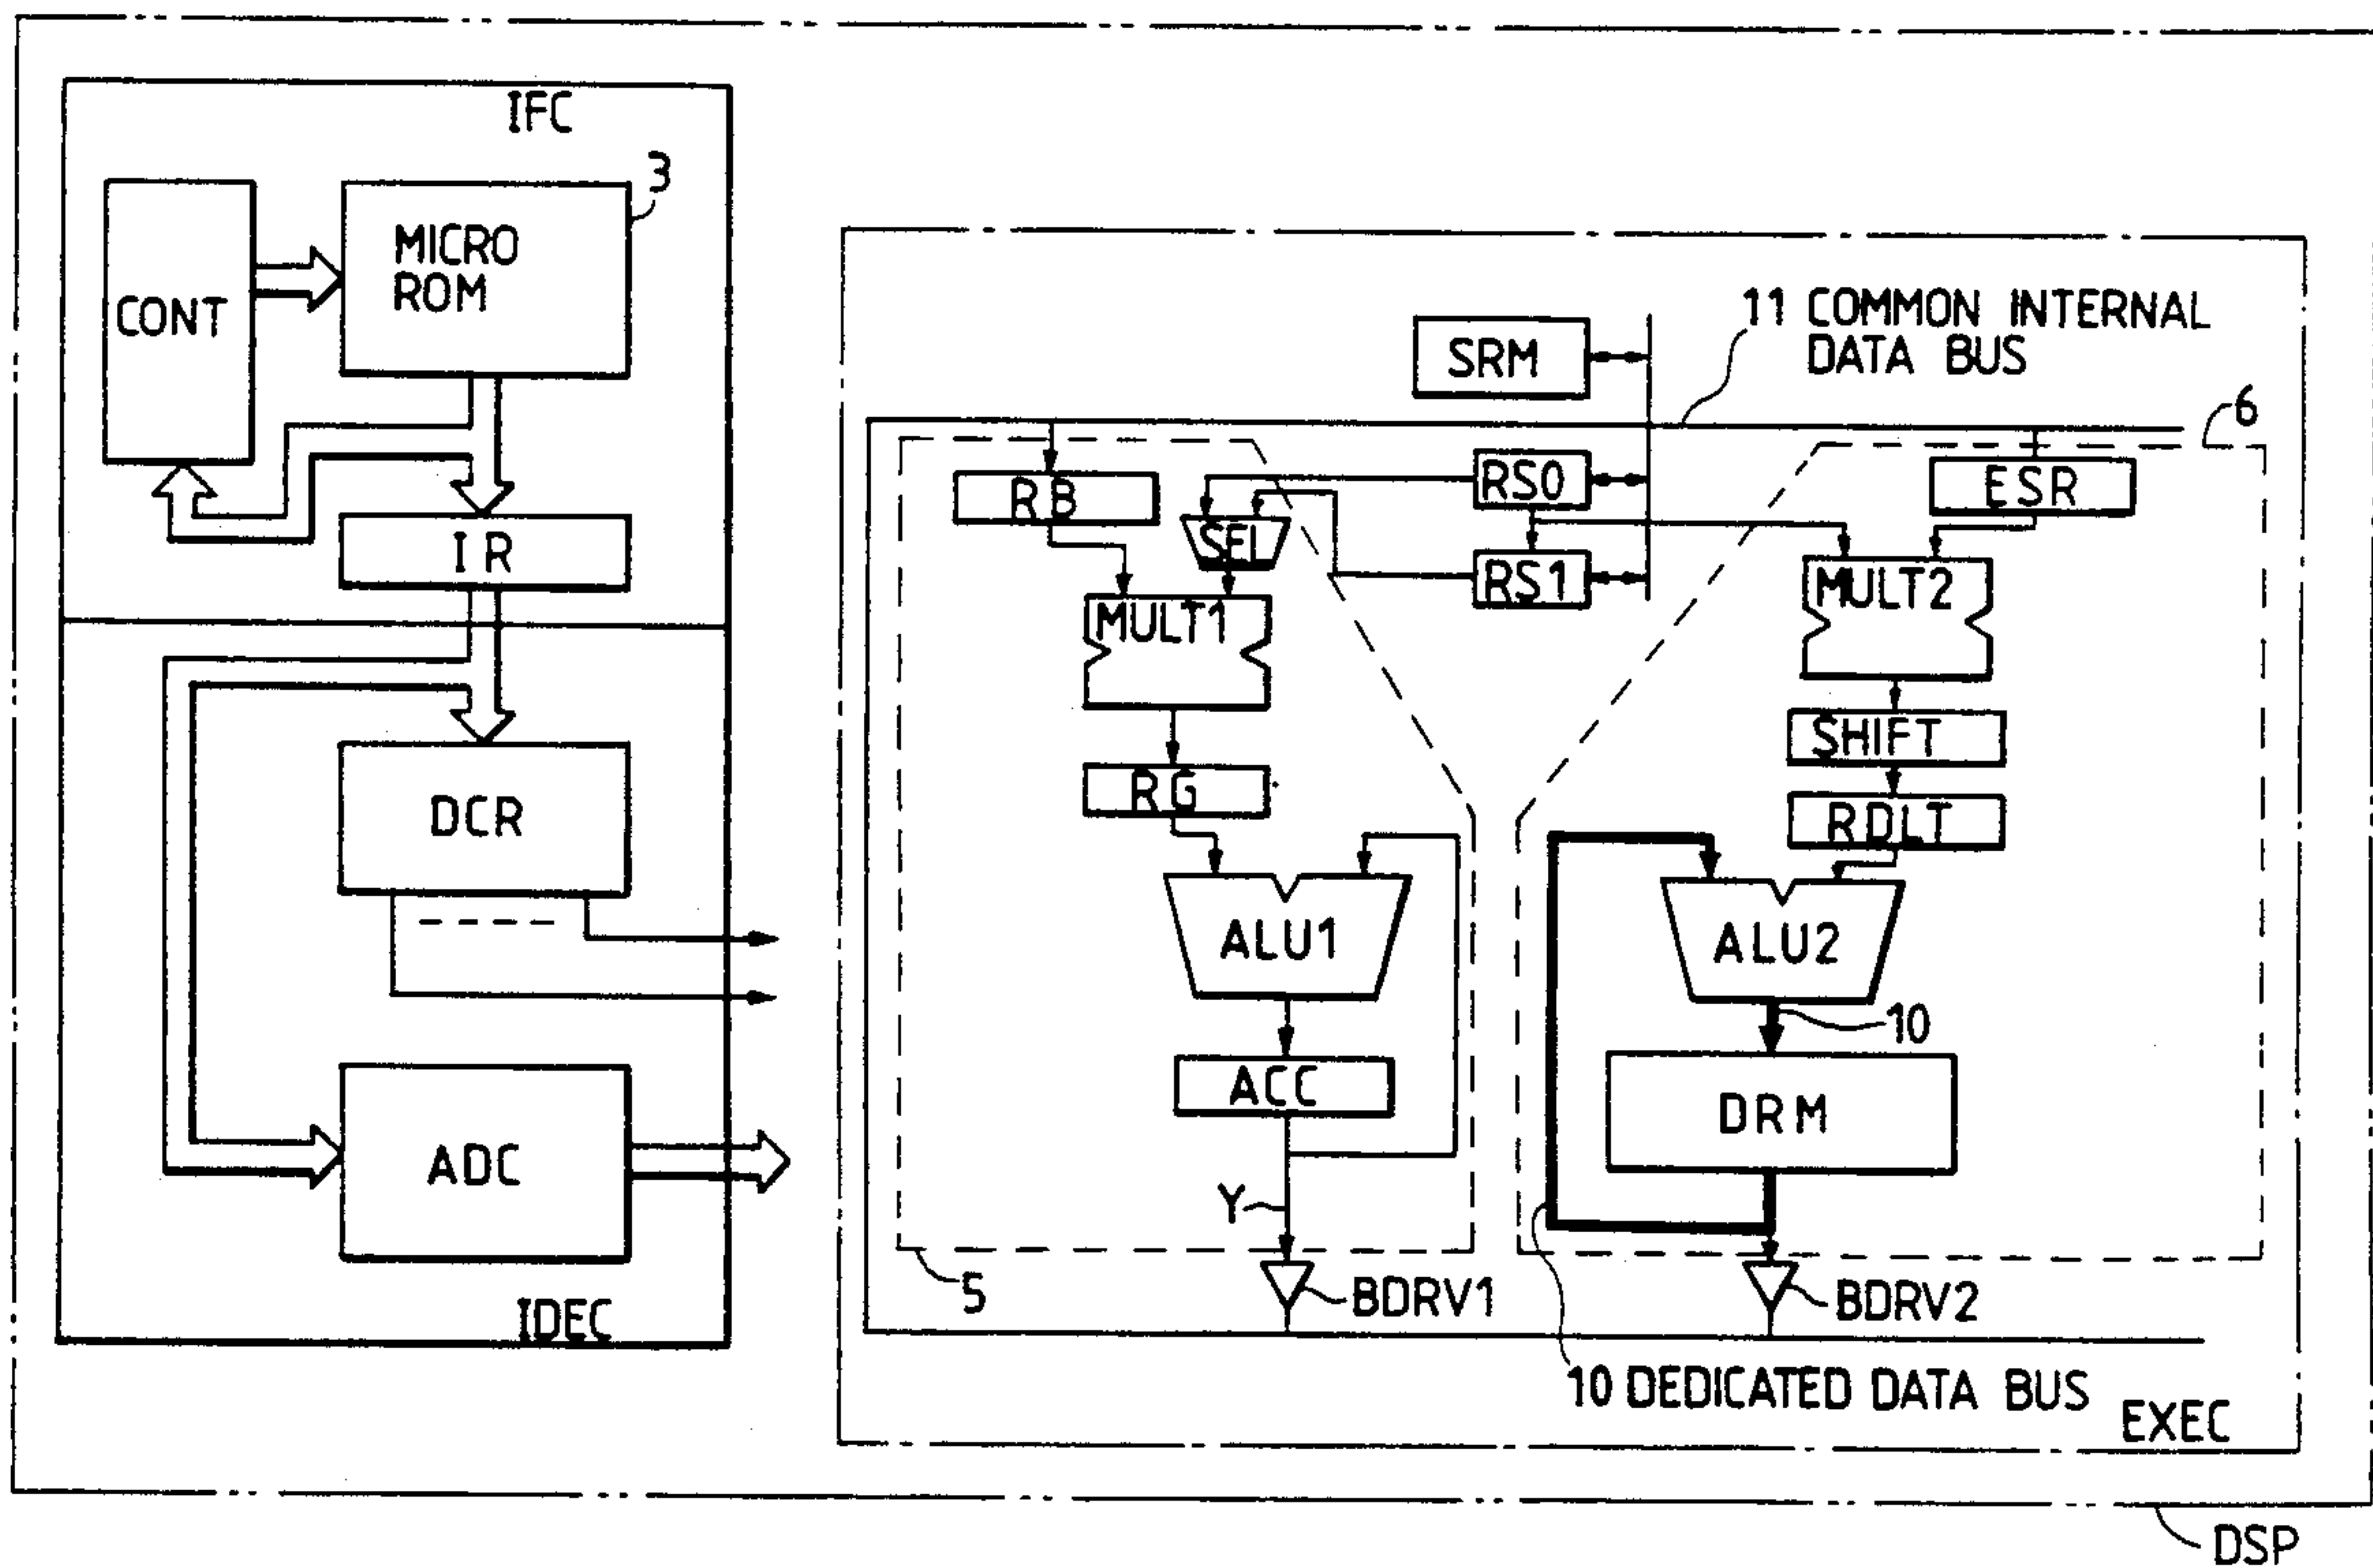 IFC
3
CONT
MICRO
ROM
IR
DCR
ADC
IDEC
11 COMMON INTERNAL
DATA BUS
SRM
6
RB
RS0
ESR
SEL
RS1
MULT1
MULT2
SHIFT
RG
RDLT
ALU1
ALU2
10
ACC
DRM
Y
5
BDRV1
BDRV2
10 DEDICATED DATA BUS
EXEC
DSP